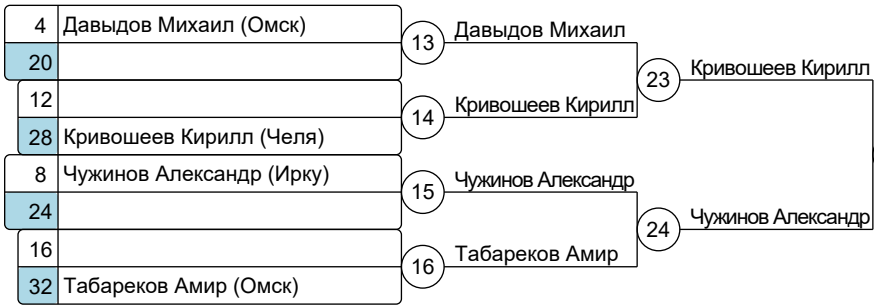 4 Давыдов Михаил (Омск)
20
13 Давыдов Михаил
12
28 Кривошеев Кирилл (Челя)
14 Кривошеев Кирилл
23 Кривошеев Кирилл
8 Чужинов Александр (Ирку)
24
15 Чужинов Александр
16
32 Табареков Амир (Омск)
16 Табареков Амир
24 Чужинов Александр